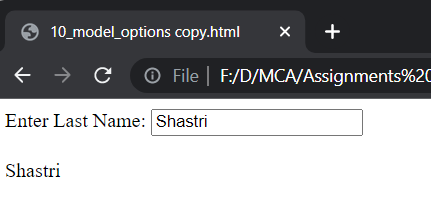 10_model_options copy.html
File | F:/D/MCA/Assignments%20
Enter Last Name: Shastri
Shastri